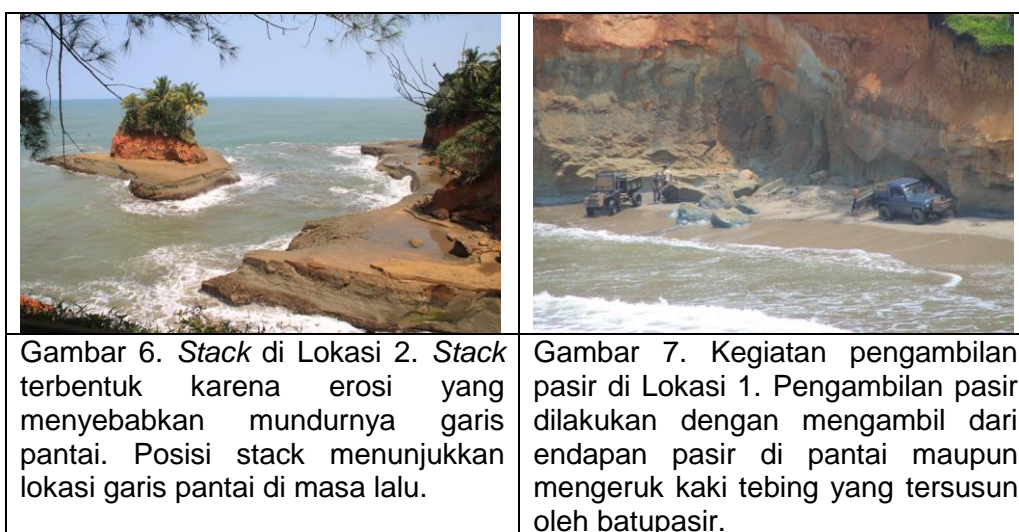 Gambar 6. Stack di Lokasi 2. Stack
terbentuk karena erosi yang
menyebabkan mundurnya garis
pantai. Posisi stack menunjukkan
lokasi garis pantai di masa lalu.
Gambar 7. Kegiatan pengambilan
pasir di Lokasi 1. Pengambilan pasir
dilakukan dengan mengambil dari
endapan pasir di pantai maupun
mengeruk kaki tebing yang tersusun
oleh batupasir.